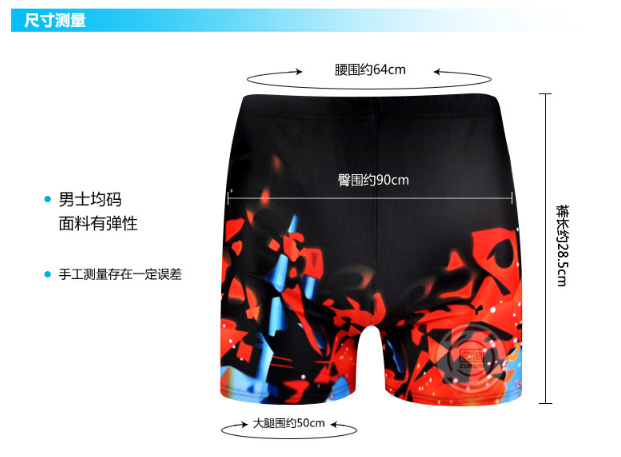 尺寸测量
腰围约64cm
臀围约90cm
男士均码
面料有弹性
手工测量存在一定误差
裤长约28.5cm
大腿围约50cm